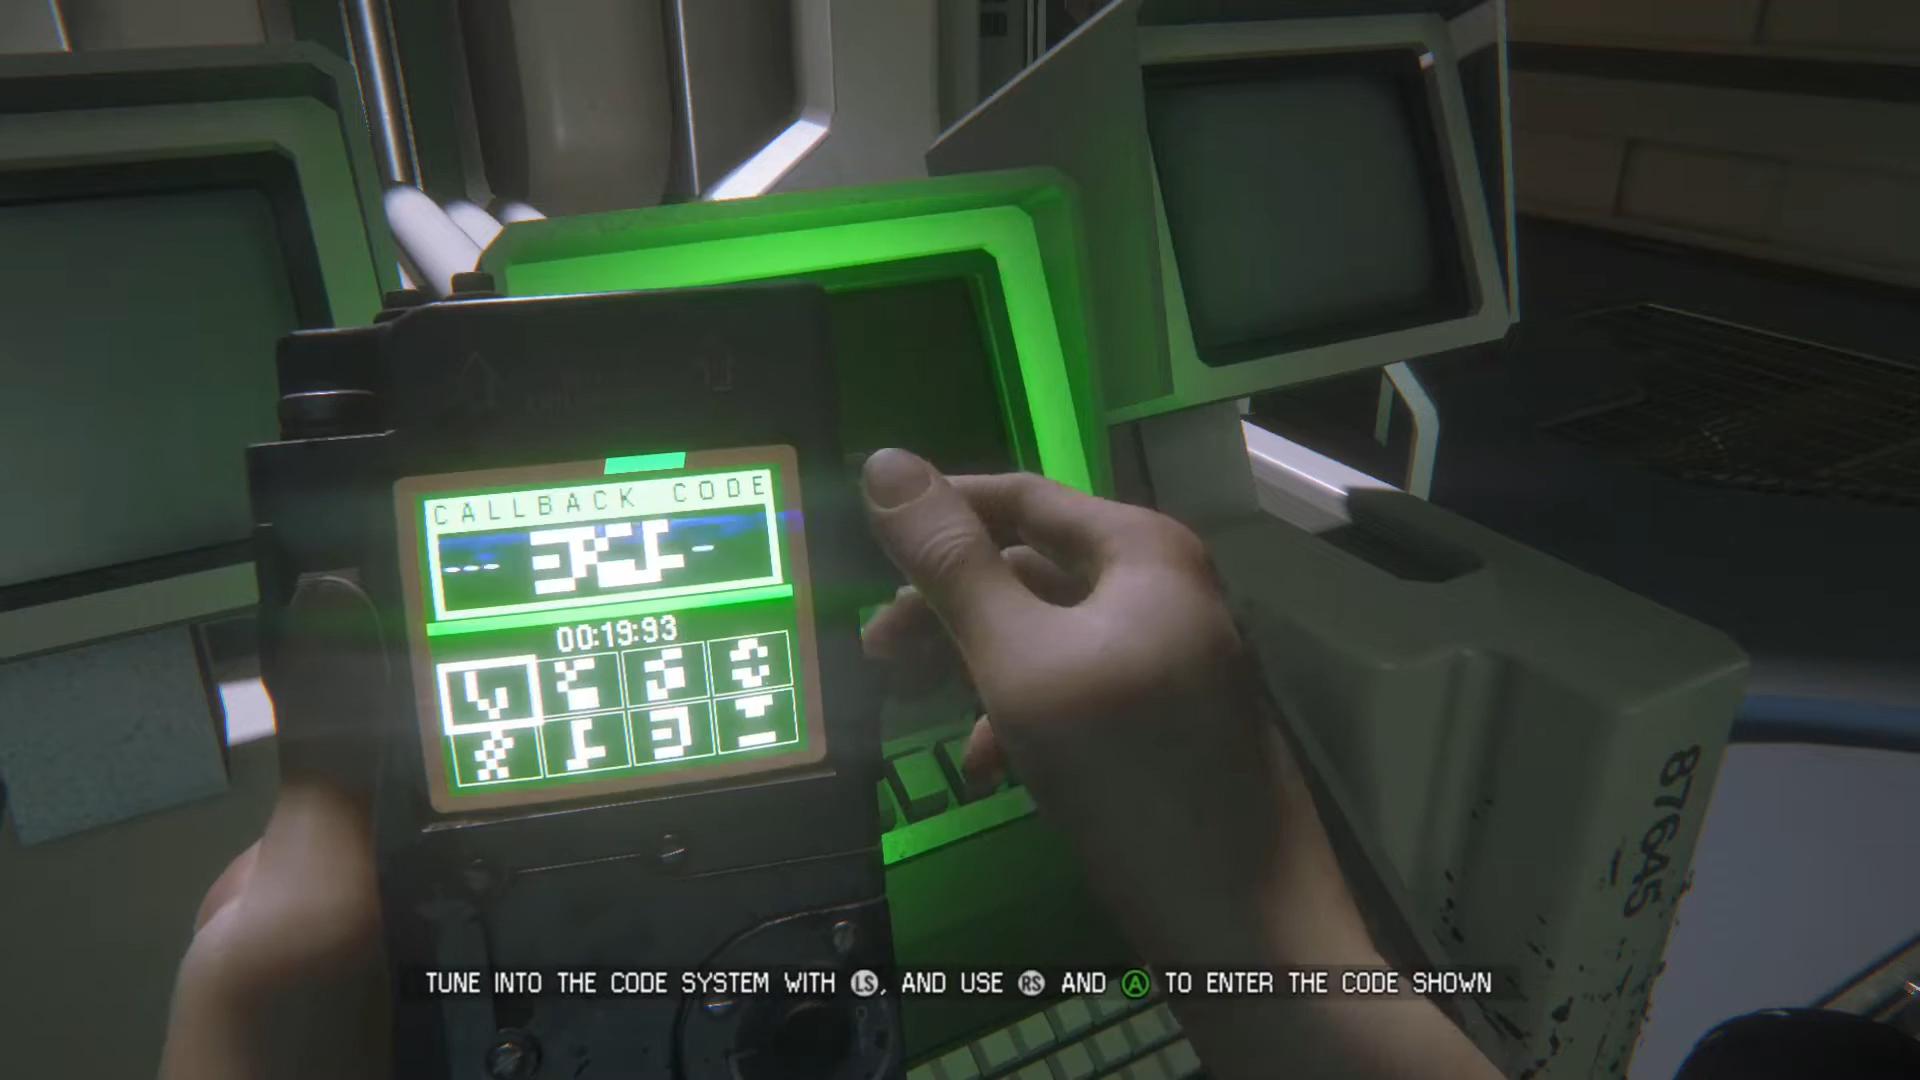 CALLBACK CODE
00:19:93
87645
TUNE INTO THE CODE SYSTEM WITH LS, AND USE RS AND A TO ENTER THE CODE SHOWN